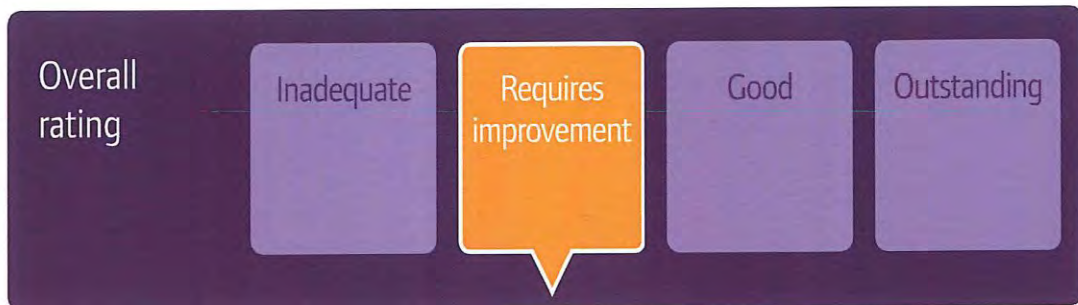 Overall
rating
Inadequate
Requires
improvement
Good
Outstanding